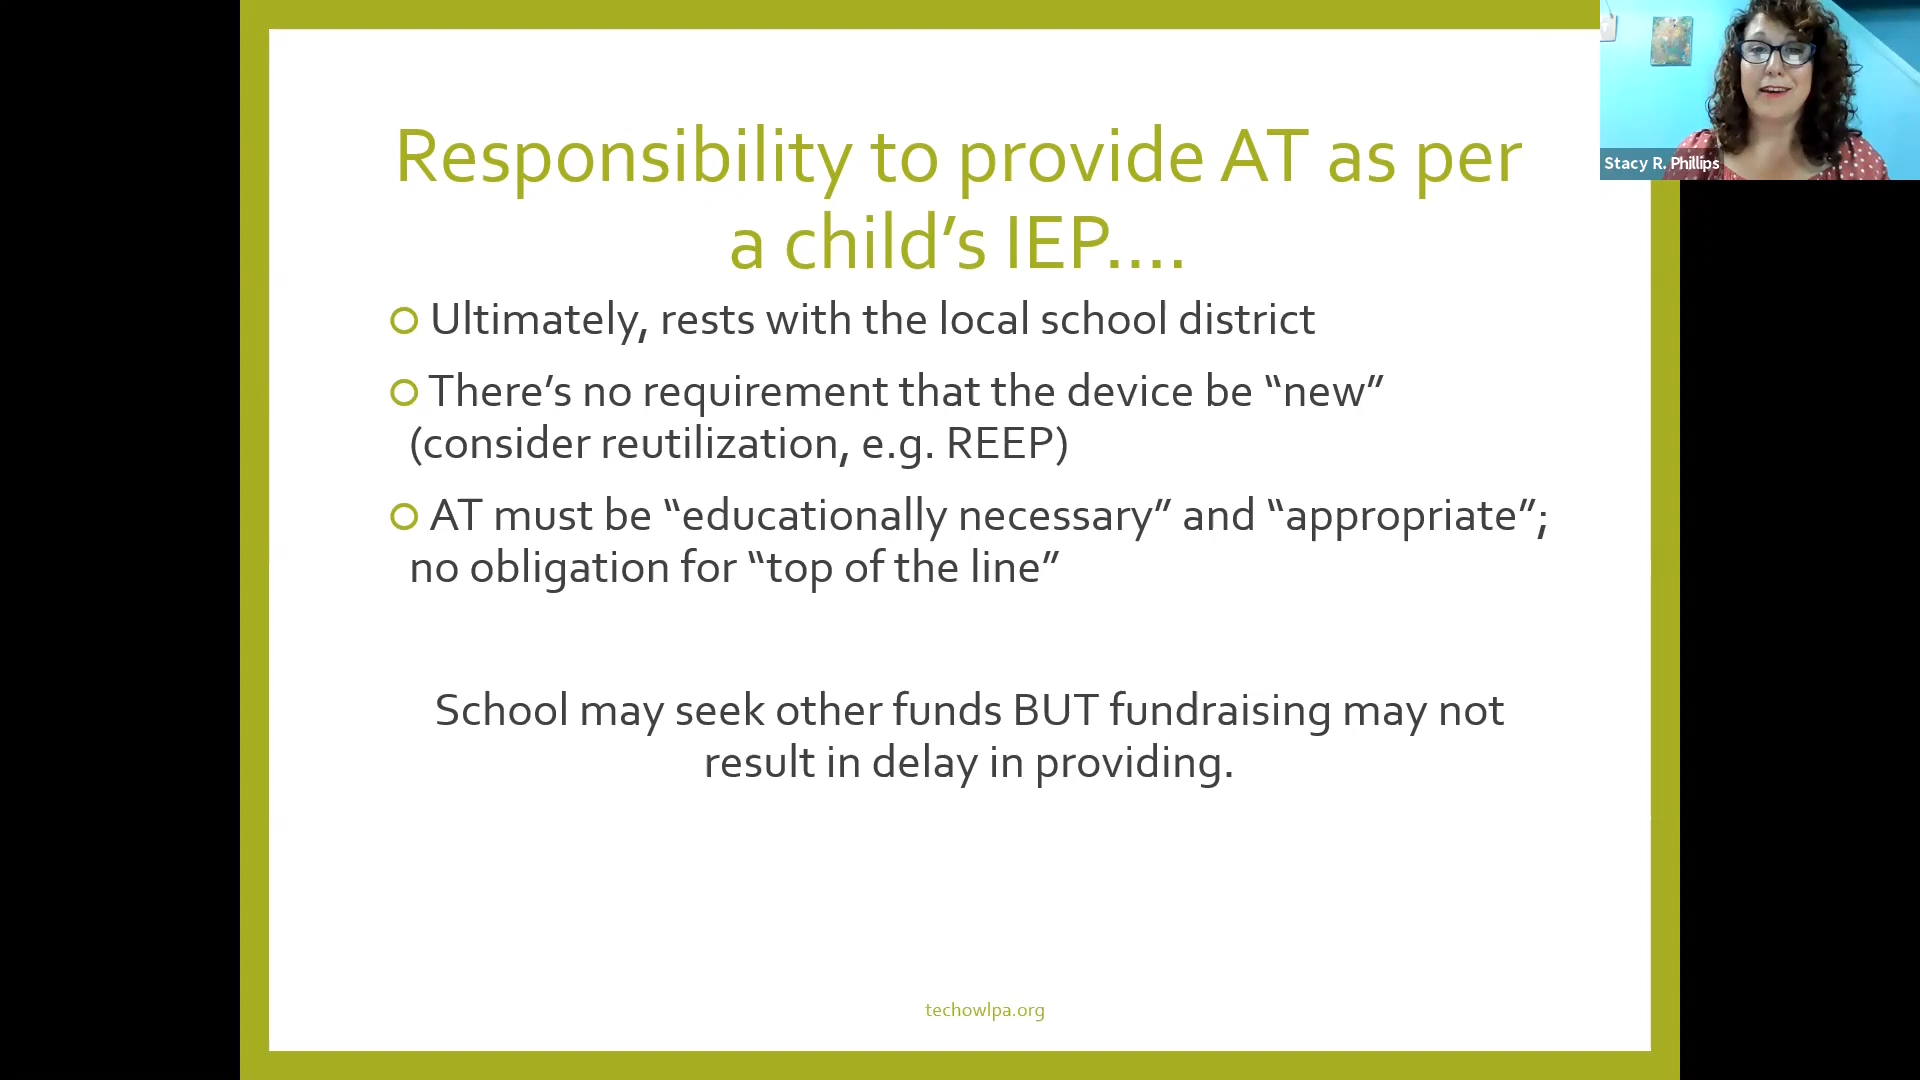 Responsibility to provide AT as per
a child’s IEP....
Ultimately, rests with the local school district
There’s no requirement that the device be “new”
(consider reutilization, e.g. REEP)
AT must be “educationally necessary” and “appropriate”;
no obligation for “top of the line”
School may seek other funds BUT fundraising may not
result in delay in providing.
techowlpa.org
Stacy R. Phillips